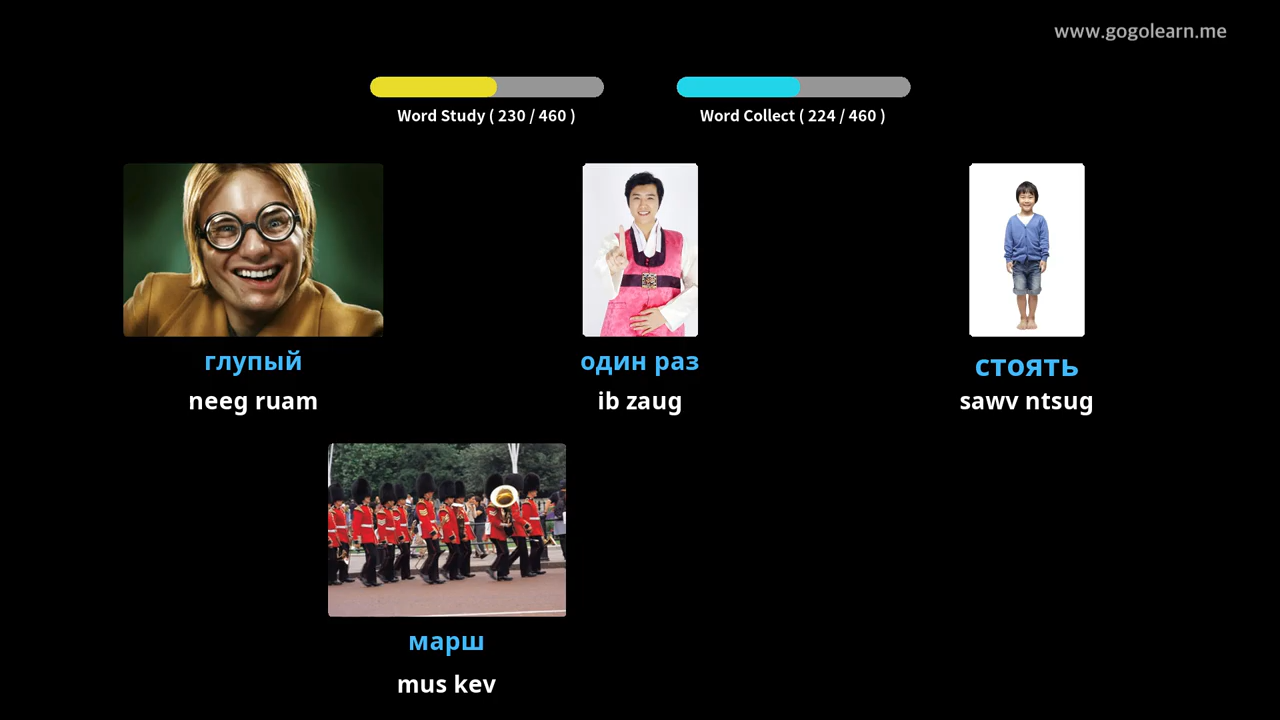 www.gogolearn.me
Word Study ( 230 / 460 )
Word Collect ( 224 / 460 )
глупый
neeg ruam
один раз
ib zaug
стоять
sawv ntsug
марш
mus kev